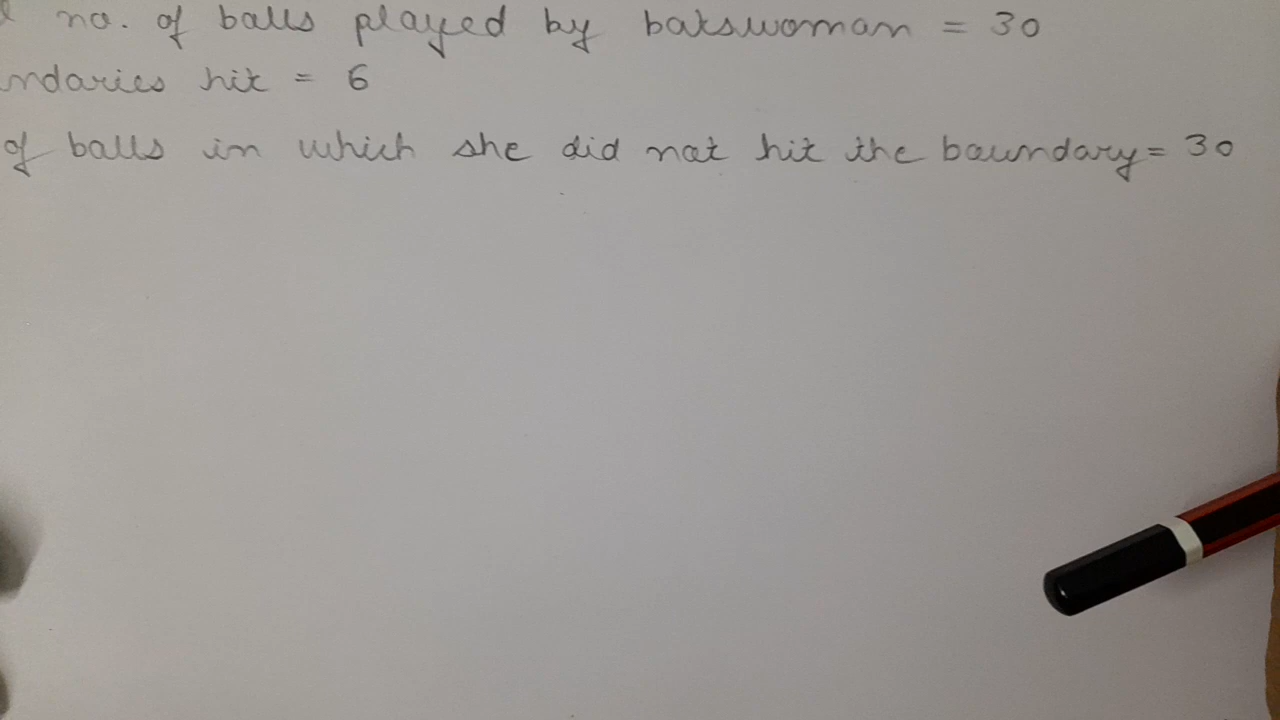 no. of balls played by batswoman = 30
ndaries hit = 6
of balls in which she did not hit the boundary = 30